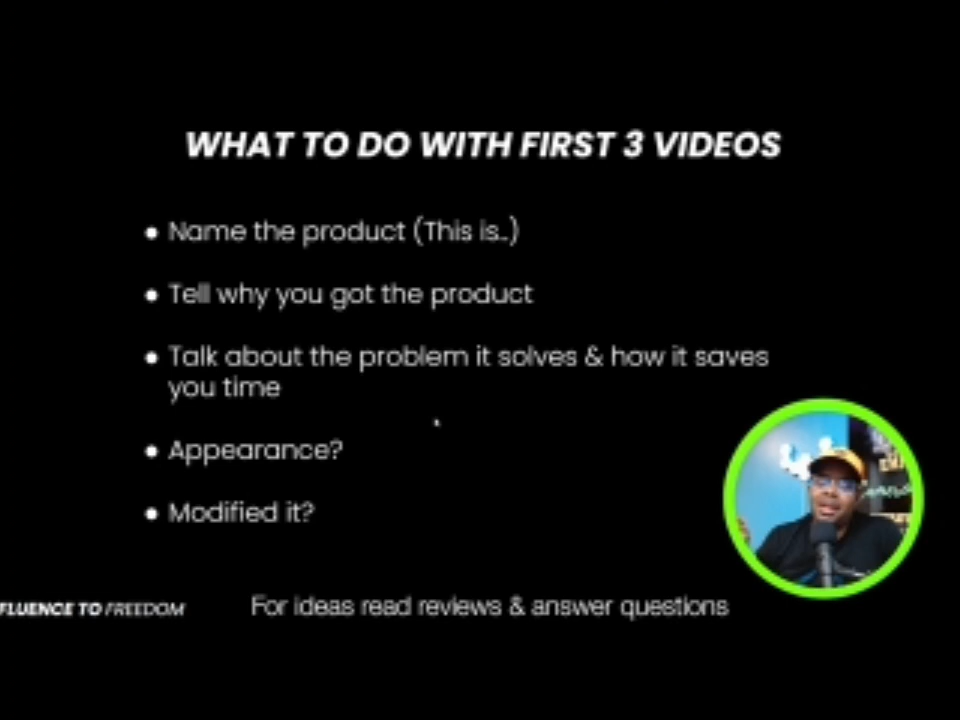 WHAT TO DO WITH FIRST 3 VIDEOS
• Name the product (This is..)
• Tell why you got the product
• Talk about the problem it solves & how it saves
you time
• Appearance?
• Modified it?
FLUENCE TO FREEDOM
For ideas read reviews & answer questions